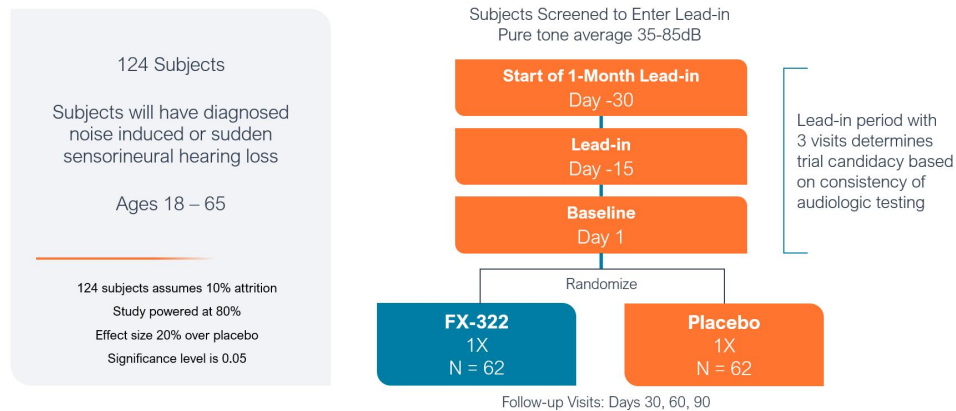 124 Subjects
Subjects will have diagnosed
noise induced or sudden
sensorineural hearing loss
Ages 18 – 65
124 subjects assumes 10% attrition
Study powered at 80%
Effect size 20% over placebo
Significance level is 0.05
Subjects Screened to Enter Lead-in
Pure tone average 35-85dB
Start of 1-Month Lead-in
Day -30
Lead-in
Day -15
Baseline
Day 1
Lead-in period with
3 visits determines
trial candidacy based
on consistency of
audiologic testing
Randomize
FX-322
1X
N = 62
Placebo
1X
N = 62
Follow-up Visits: Days 30, 60, 90